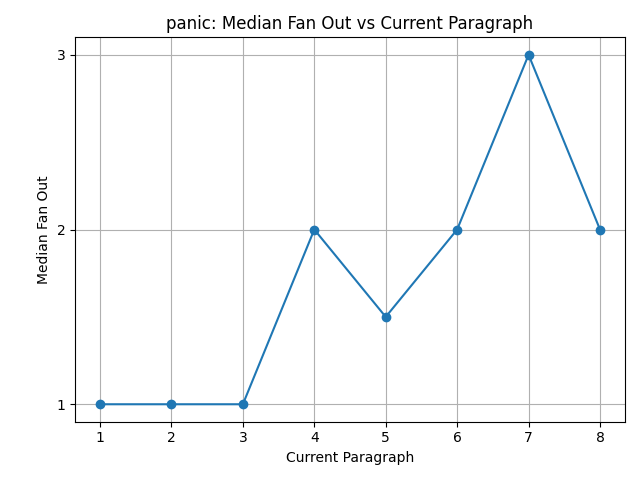 panic: Median Fan Out vs Current Paragraph
3
2
1
Median Fan Out
1 2 3 4 5 6 7 8
Current Paragraph